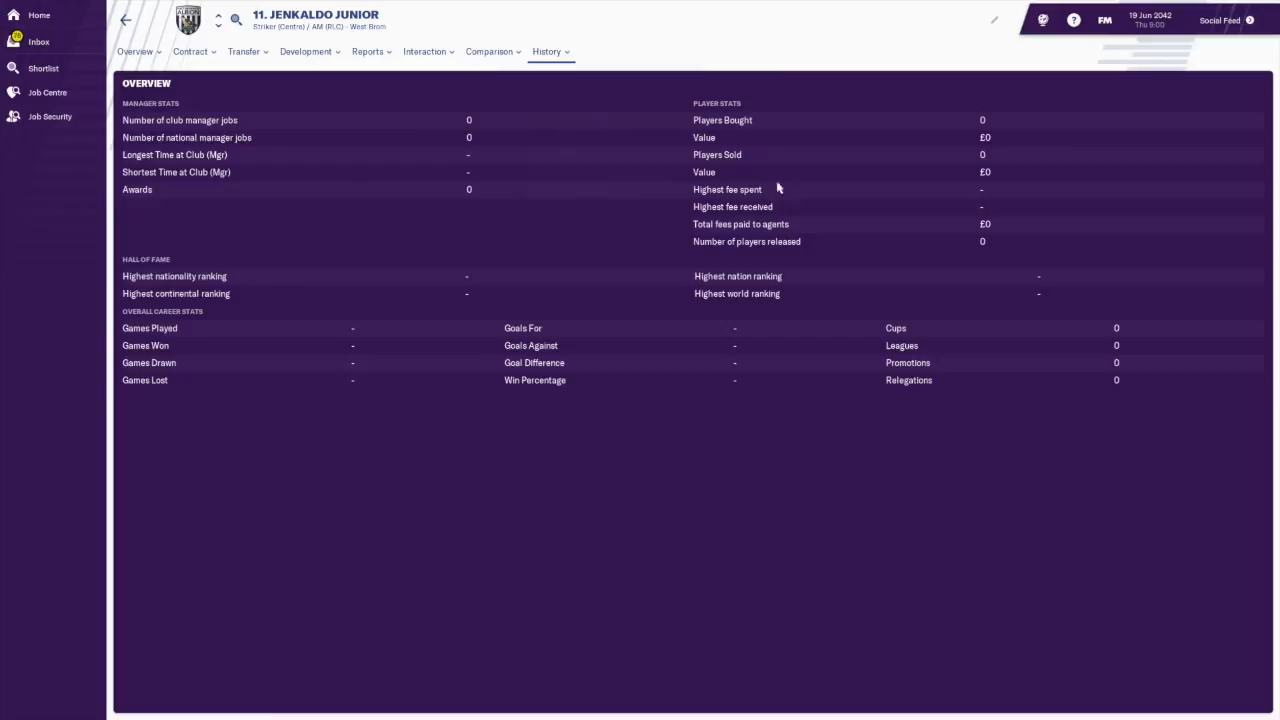 Home
76
Inbox
Shortlist
Job Centre
Job Security
ALBION
11. JENKALDO JUNIOR
Striker (Centre) / AM (RLC) - West Brom
?
FM
19 Jun 2042
Thu 9:00
Social Feed
Overview Contract Transfer Development Reports Interaction Comparison History
OVERVIEW
MANAGER STATS
Number of club manager jobs 0
Number of national manager jobs 0
Longest Time at Club (Mgr) -
Shortest Time at Club (Mgr) -
Awards 0
PLAYER STATS
Players Bought 0
Value £0
Players Sold 0
Value £0
Highest fee spent -
Highest fee received -
Total fees paid to agents £0
Number of players released 0
HALL OF FAME
Highest nationality ranking - Highest nation ranking -
Highest continental ranking - Highest world ranking -
OVERALL CAREER STATS
Games Played - Goals For - Cups 0
Games Won - Goals Against - Leagues 0
Games Drawn - Goal Difference - Promotions 0
Games Lost - Win Percentage - Relegations 0